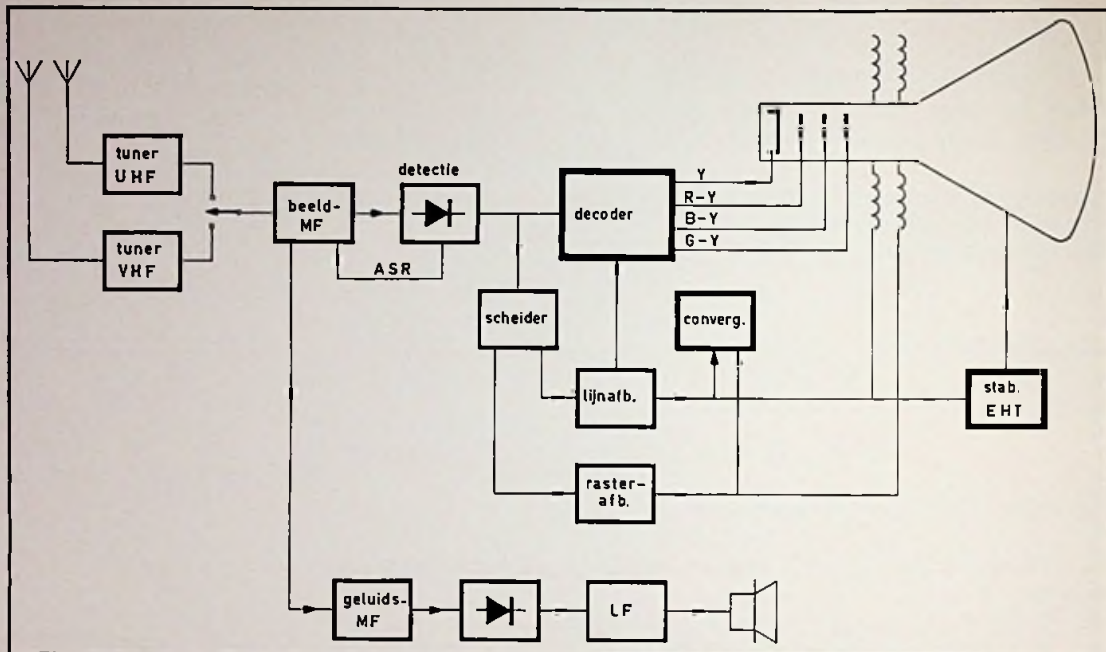 tuner
UHF
tuner
VHF
beeld-
MF
detectie
ASR
decoder
Y
R-Y
B-Y
G-Y
scheider
converg.
lijnafb.
raster-
afb.
stab.
EHT
geluids-
MF
LF